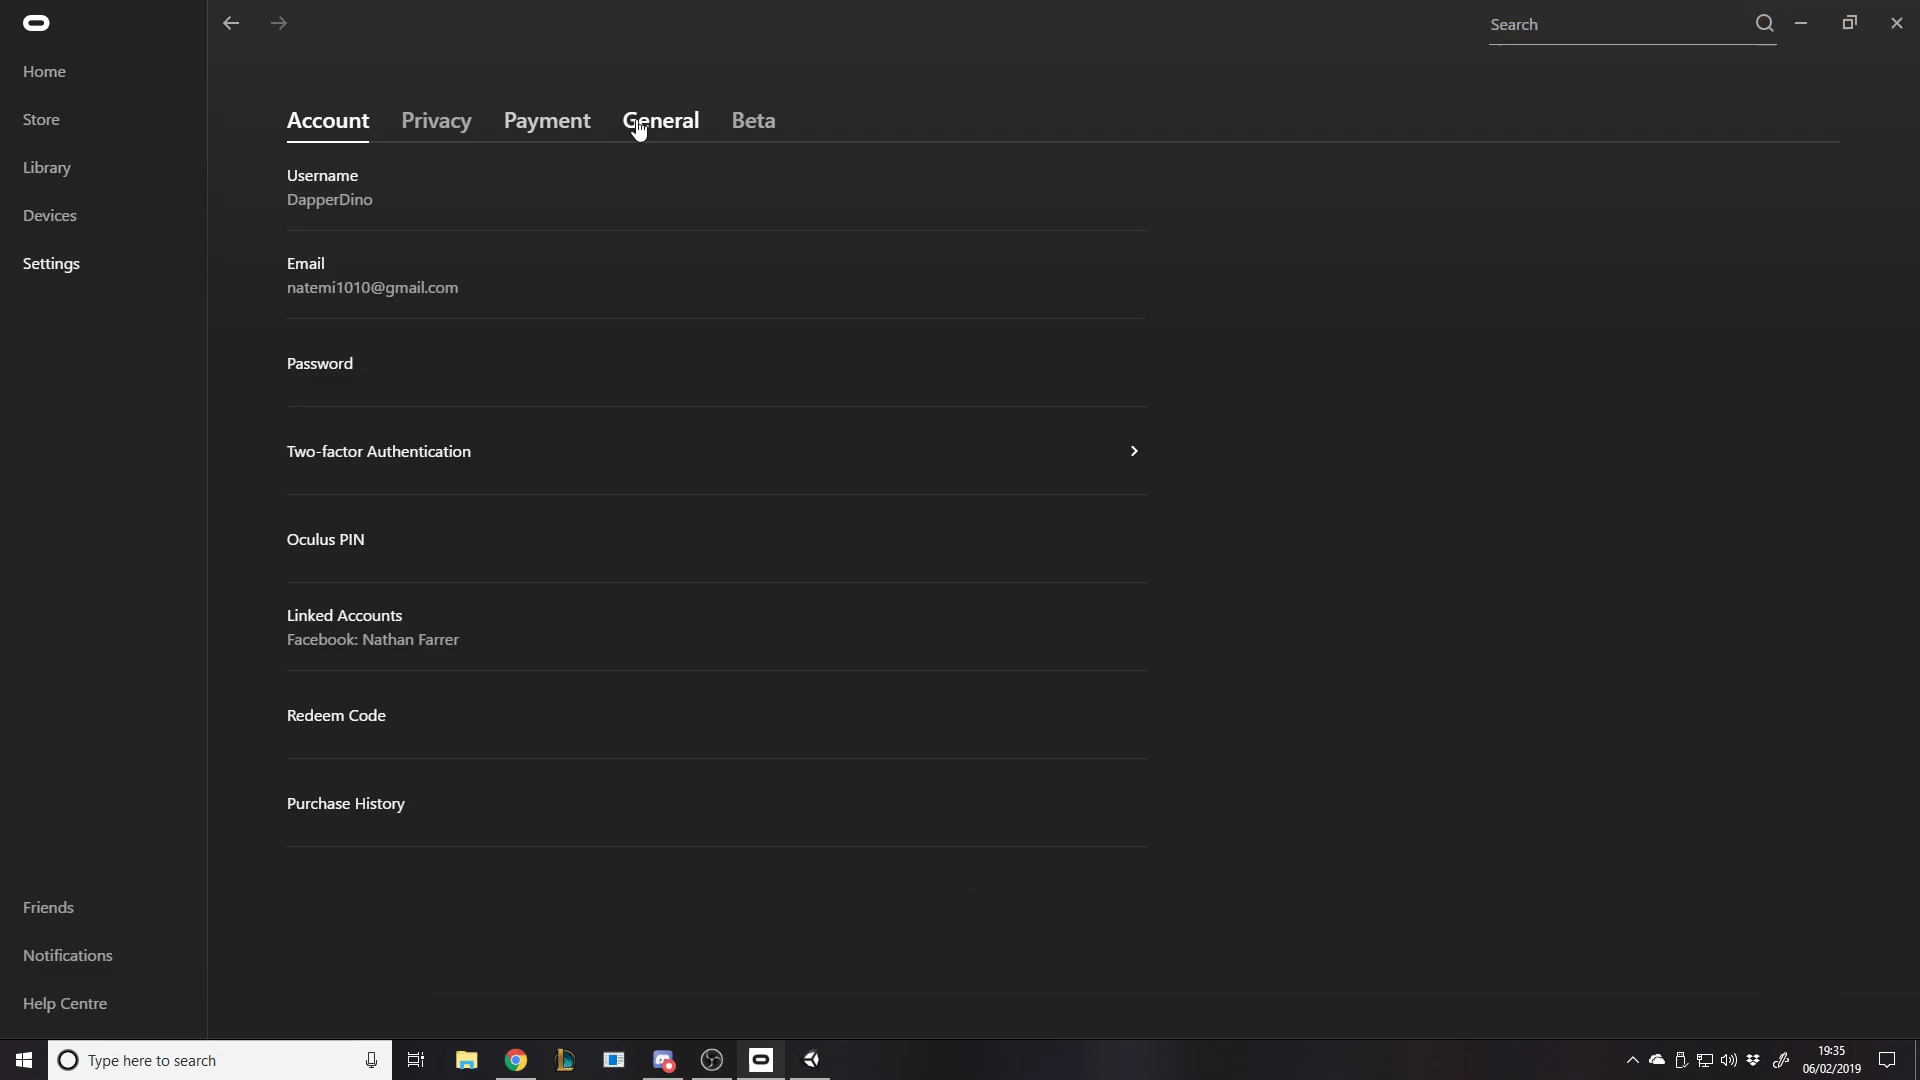 Search
Home
Store
Library
Devices
Settings
Account Privacy Payment General Beta
Username
DapperDino
Email
natemi1010@gmail.com
Password
Two-factor Authentication
Oculus PIN
Linked Accounts
Facebook: Nathan Farrer
Redeem Code
Purchase History
Friends
Notifications
Help Centre
Type here to search
19:35
06/02/2019